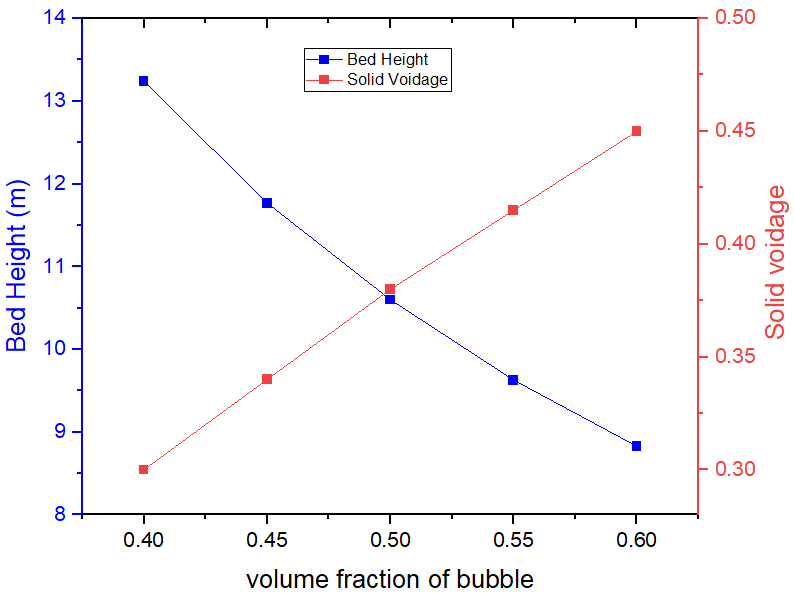 14
13
12
11
10
9
8
Bed Height (m)
Bed Height
Solid Voidage
0.50
0.45
0.40
0.35
0.30
Solid voidage
0.40 0.45 0.50 0.55 0.60
volume fraction of bubble